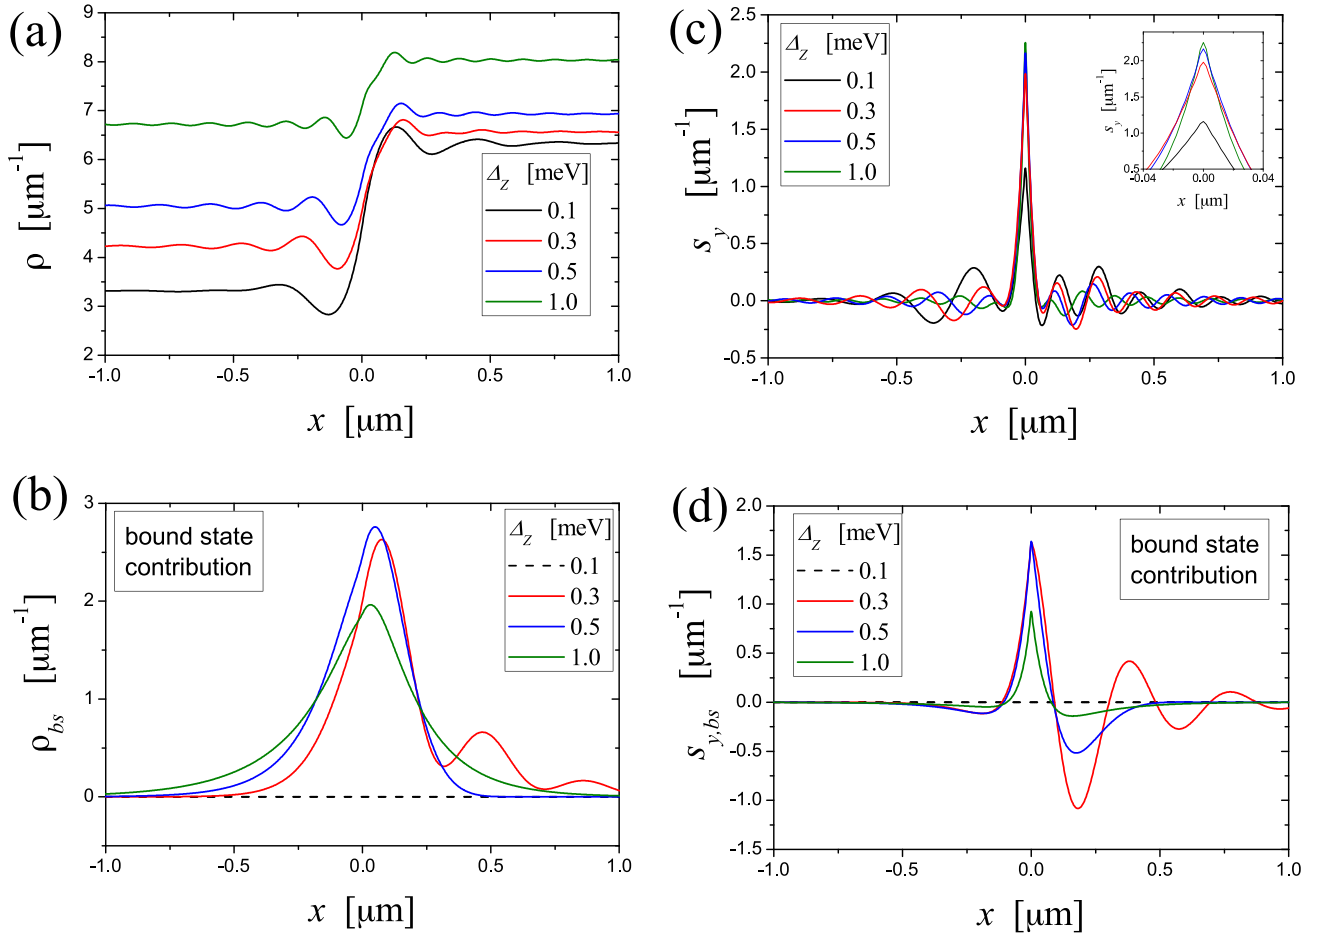 (a)
ρ [μm⁻¹]
9
8
7
6
5
4
3
2
Δ_Z [meV]
0.1
0.3
0.5
1.0
-1.0 -0.5 0.0 0.5 1.0
x [μm]
(c)
s_y [μm⁻¹]
2.5
2.0
1.5
1.0
0.5
0.0
-0.5
Δ_Z [meV]
0.1
0.3
0.5
1.0
s_y [μm⁻¹]
2.0
1.5
1.0
0.5
-0.04 0.00 0.04
x [μm]
-1.0 -0.5 0.0 0.5 1.0
x [μm]
(b)
ρ_bs [μm⁻¹]
3
2
1
0
bound state
contribution
Δ_Z [meV]
0.1
0.3
0.5
1.0
-1.0 -0.5 0.0 0.5 1.0
x [μm]
(d)
s_y,bs [μm⁻¹]
2.0
1.5
1.0
0.5
0.0
-0.5
-1.0
-1.5
Δ_Z [meV]
0.1
0.3
0.5
1.0
bound state
contribution
-1.0 -0.5 0.0 0.5 1.0
x [μm]